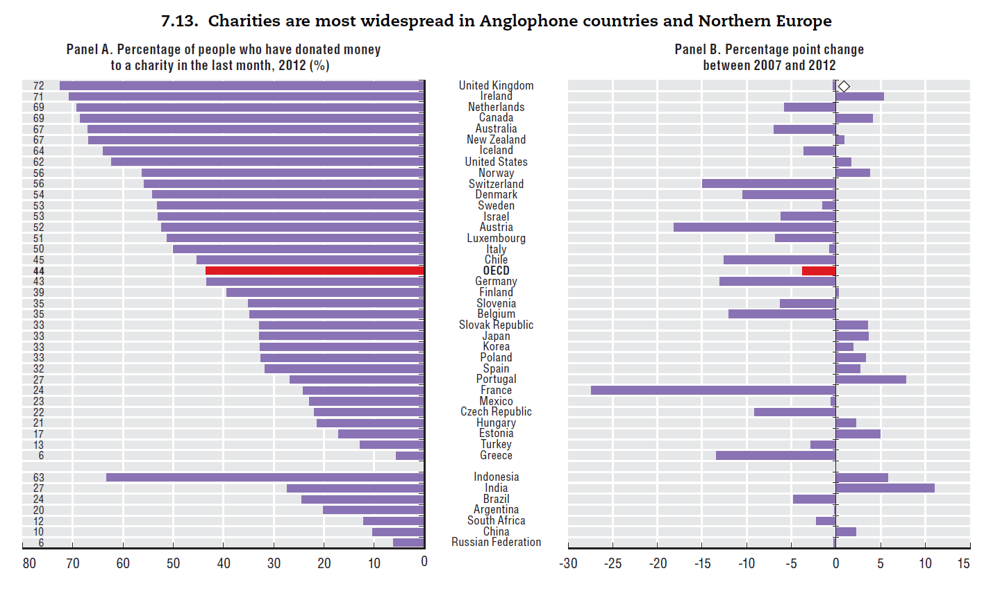 7.13. Charities are most widespread in Anglophone countries and Northern Europe
Panel A. Percentage of people who have donated money
to a charity in the last month, 2012 (%)
Panel B. Percentage point change
between 2007 and 2012
72 United Kingdom
71 Ireland
69 Netherlands
69 Canada
67 Australia
67 New Zealand
64 Iceland
62 United States
56 Norway
56 Switzerland
54 Denmark
53 Sweden
53 Israel
52 Austria
51 Luxembourg
50 Italy
45 Chile
44 OECD
43 Germany
39 Finland
35 Slovenia
35 Belgium
33 Slovak Republic
33 Japan
33 Korea
33 Poland
32 Spain
27 Portugal
24 France
23 Mexico
22 Czech Republic
21 Hungary
17 Estonia
13 Turkey
6 Greece
63 Indonesia
27 India
24 Brazil
20 Argentina
12 South Africa
10 China
6 Russian Federation
80 70 60 50 40 30 20 10 0
-30 -25 -20 -15 -10 -5 0 5 10 15